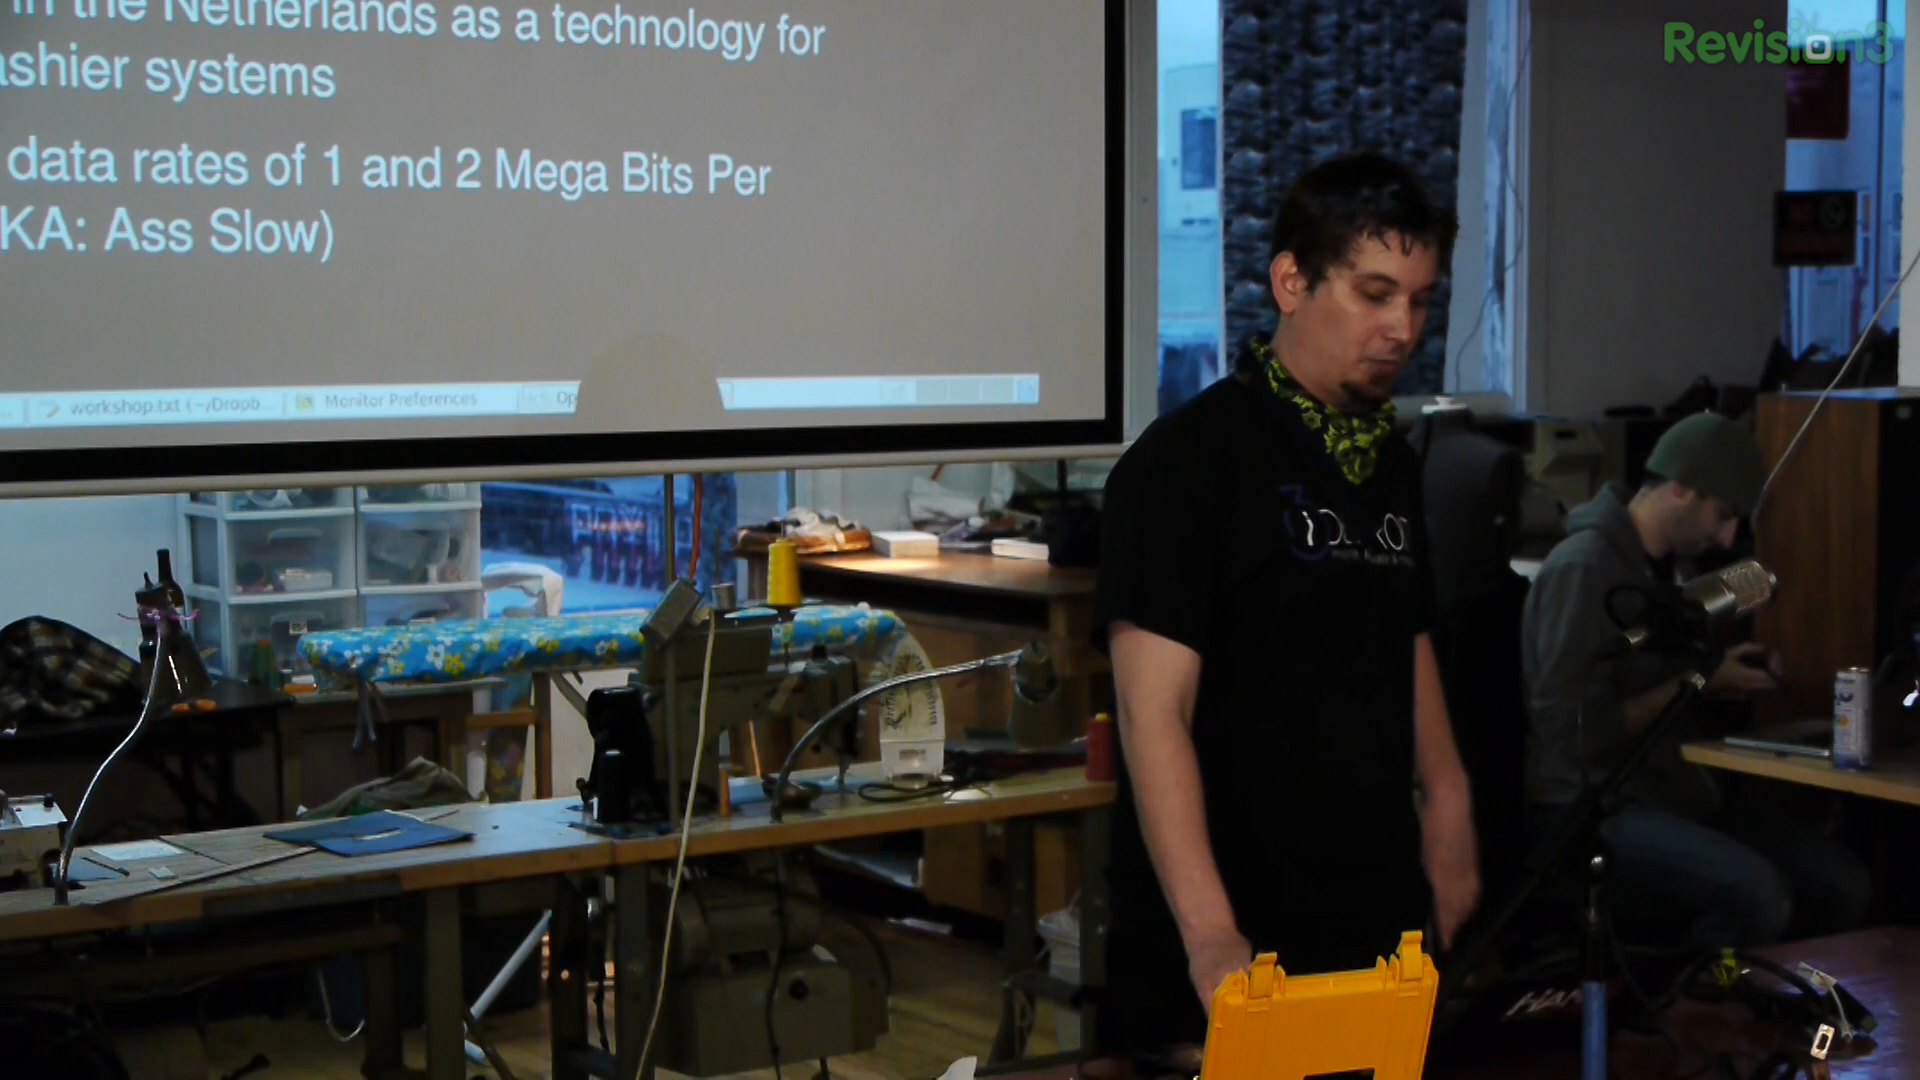 in the Netherlands as a technology for
ashier systems
data rates of 1 and 2 Mega Bits Per
KA: Ass Slow)
workshop.txt (~/Dropb... Monitor Preferences Op
Revision3